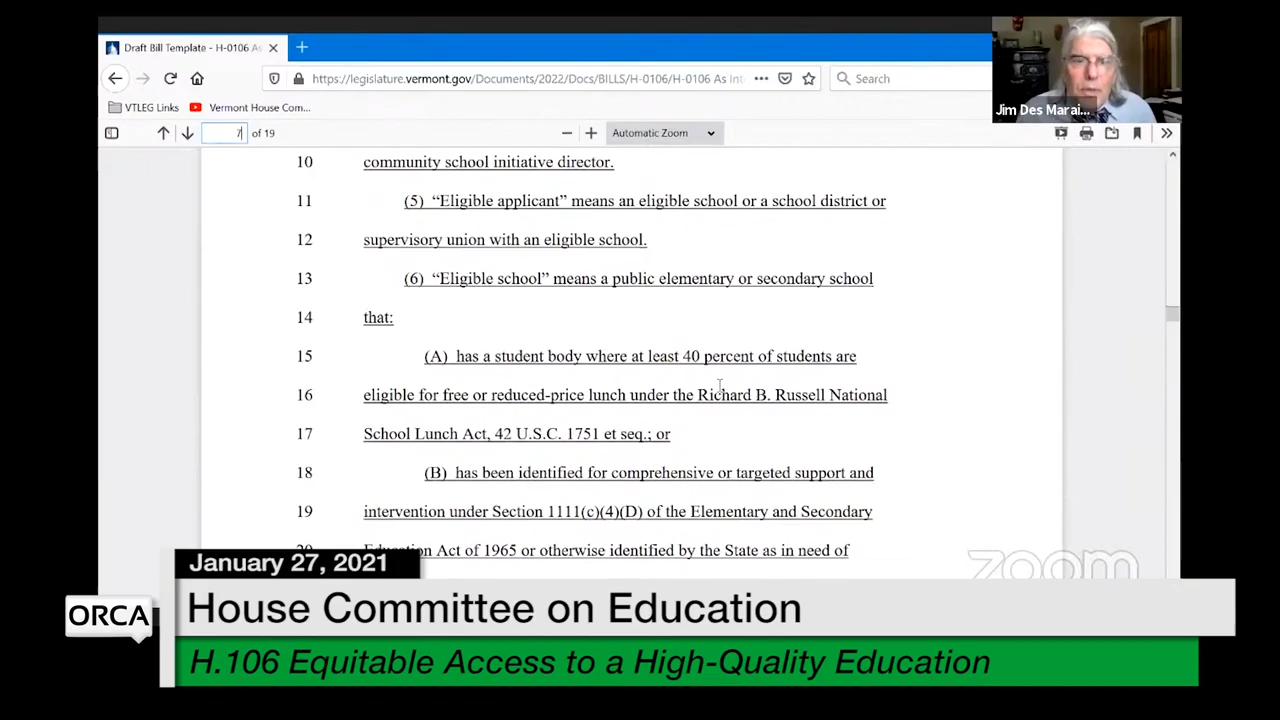 Draft Bill Template - H-0106 As
https://legislature.vermont.gov/Documents/2022/Docs/BILLS/H-0106/H-0106 As Int
Search
VTLEG Links
Vermont House Com...
Jim Des Marai...
7 of 19
Automatic Zoom
10 community school initiative director.
11 (5) “Eligible applicant” means an eligible school or a school district or
12 supervisory union with an eligible school.
13 (6) “Eligible school” means a public elementary or secondary school
14 that:
15 (A) has a student body where at least 40 percent of students are
16 eligible for free or reduced-price lunch under the Richard B. Russell National
17 School Lunch Act, 42 U.S.C. 1751 et seq.; or
18 (B) has been identified for comprehensive or targeted support and
19 intervention under Section 1111(c)(4)(D) of the Elementary and Secondary
20 Education Act of 1965 or otherwise identified by the State as in need of
zoom
January 27, 2021
ORCA
House Committee on Education
H.106 Equitable Access to a High-Quality Education